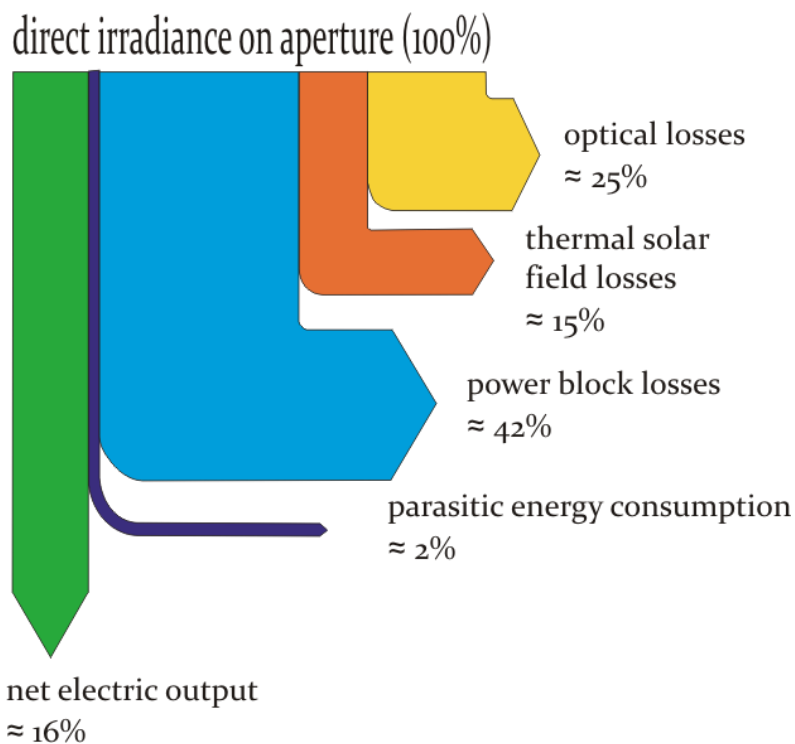 direct irradiance on aperture (100%)
optical losses
≈ 25%
thermal solar
field losses
≈ 15%
power block losses
≈ 42%
parasitic energy consumption
≈ 2%
net electric output
≈ 16%